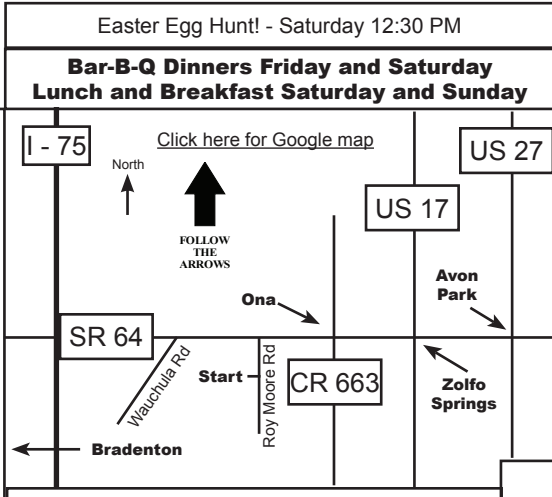 Easter Egg Hunt! - Saturday 12:30 PM
Bar-B-Q Dinners Friday and Saturday
Lunch and Breakfast Saturday and Sunday
I - 75
Click here for Google map
US 27
North
US 17
FOLLOW
THE
ARROWS
Avon
Park
Ona
SR 64
Wauchula Rd
Start
Roy Moore Rd
CR 663
Zolfo
Springs
Bradenton